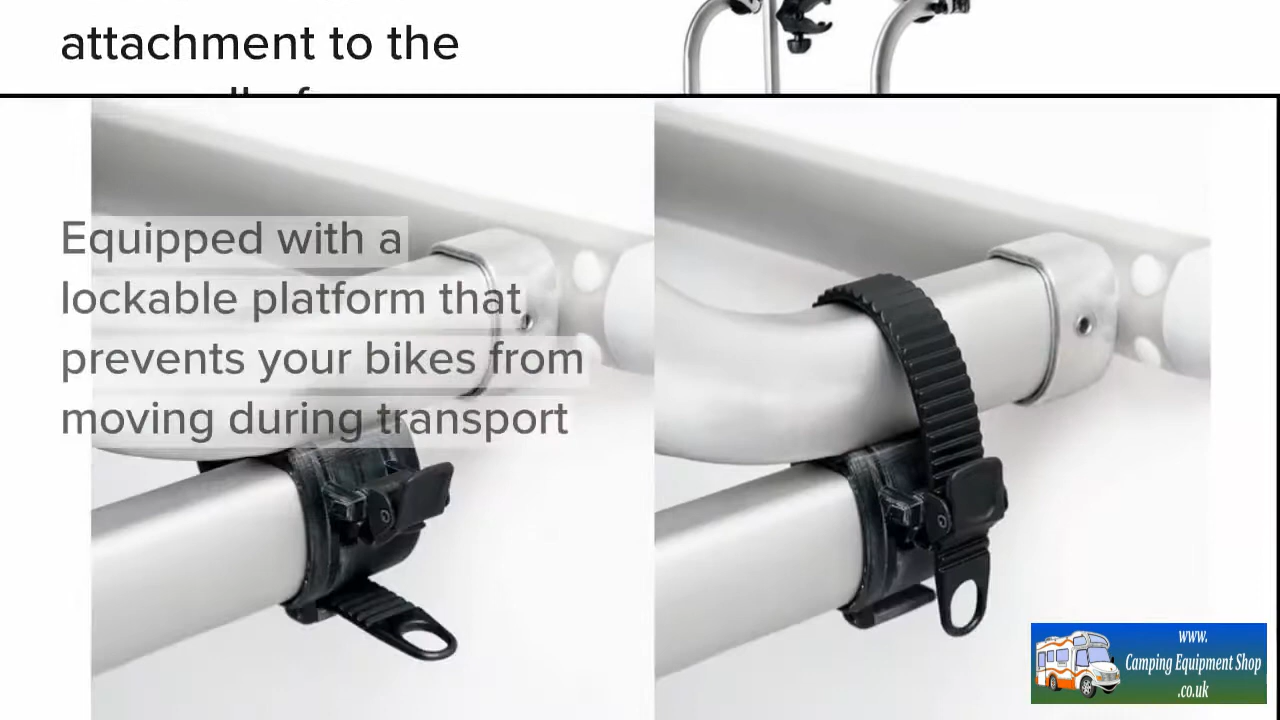 attachment to the
Equipped with a
lockable platform that
prevents your bikes from
moving during transport
www.
Camping Equipment Shop
.co.uk